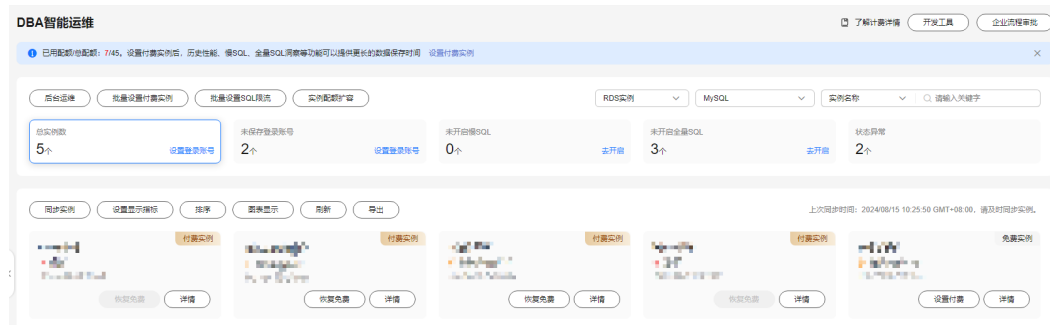 DBA智能运维
了解计费详情 开发工具 企业流程审批
已用配额/总配额：7/45。设置付费实例后，历史性能、慢SQL、全量SQL洞察等功能可以提供更长的数据保存时间 设置付费实例
后台运维 批量设置付费实例 批量设置SQL限流 实例配额扩容 RDS实例 MySQL 实例名称 请输入关键字
总实例数 未保存登录账号 未开启慢SQL 未开启全量SQL 状态异常
5个 设置登录账号 2个 设置登录账号 0个 去开启 3个 去开启 2个
同步实例 设置显示指标 排序 图表显示 刷新 导出 上次同步时间：2024/08/15 10:25:50 GMT+08:00，请及时同步实例。
付费实例 付费实例 付费实例 付费实例 免费实例
恢复免费 详情 恢复免费 详情 恢复免费 详情 恢复免费 详情 设置付费 详情